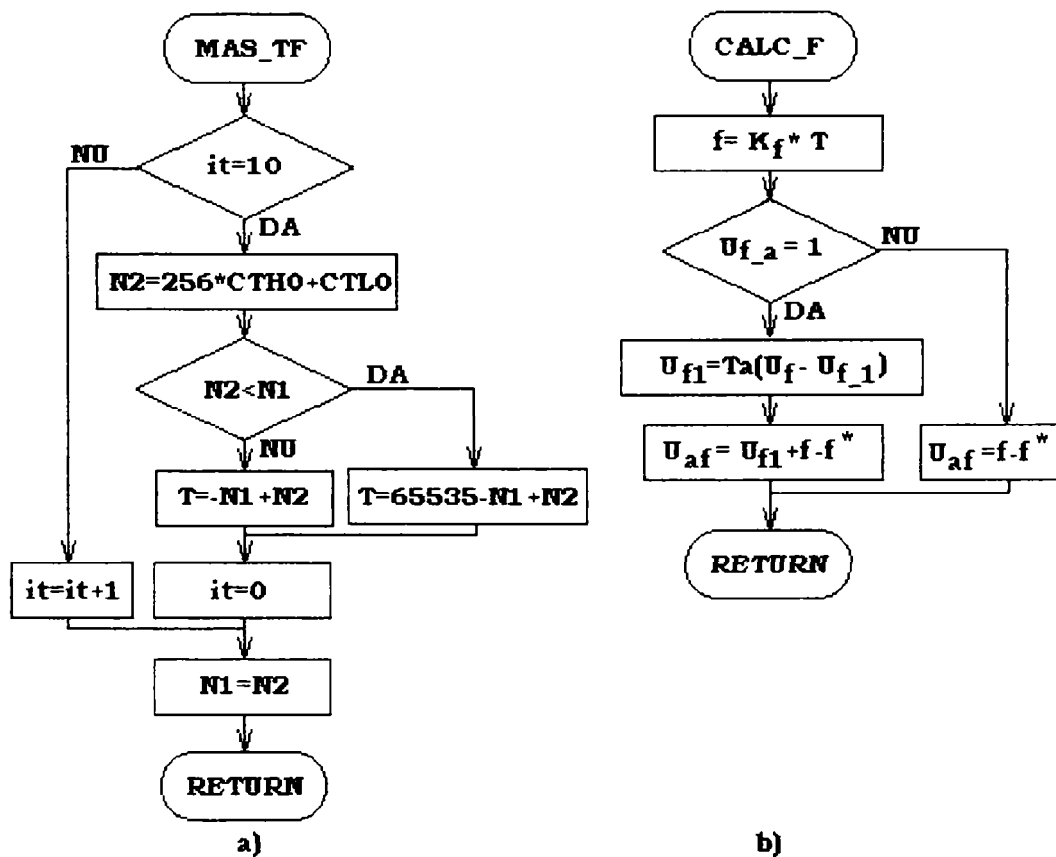 MAS_TF
it=10
NU
DA
N2=256*CTH0+CTL0
N2<N1
DA
NU
T=-N1+N2
T=65535-N1+N2
it=it+1
it=0
N1=N2
RETURN
a)
CALC_F
f= Kf* T
Uf_a = 1
NU
DA
Uf1=Ta(Uf- Uf_1)
Uaf= Uf1+f-f*
Uaf=f-f*
RETURN
b)